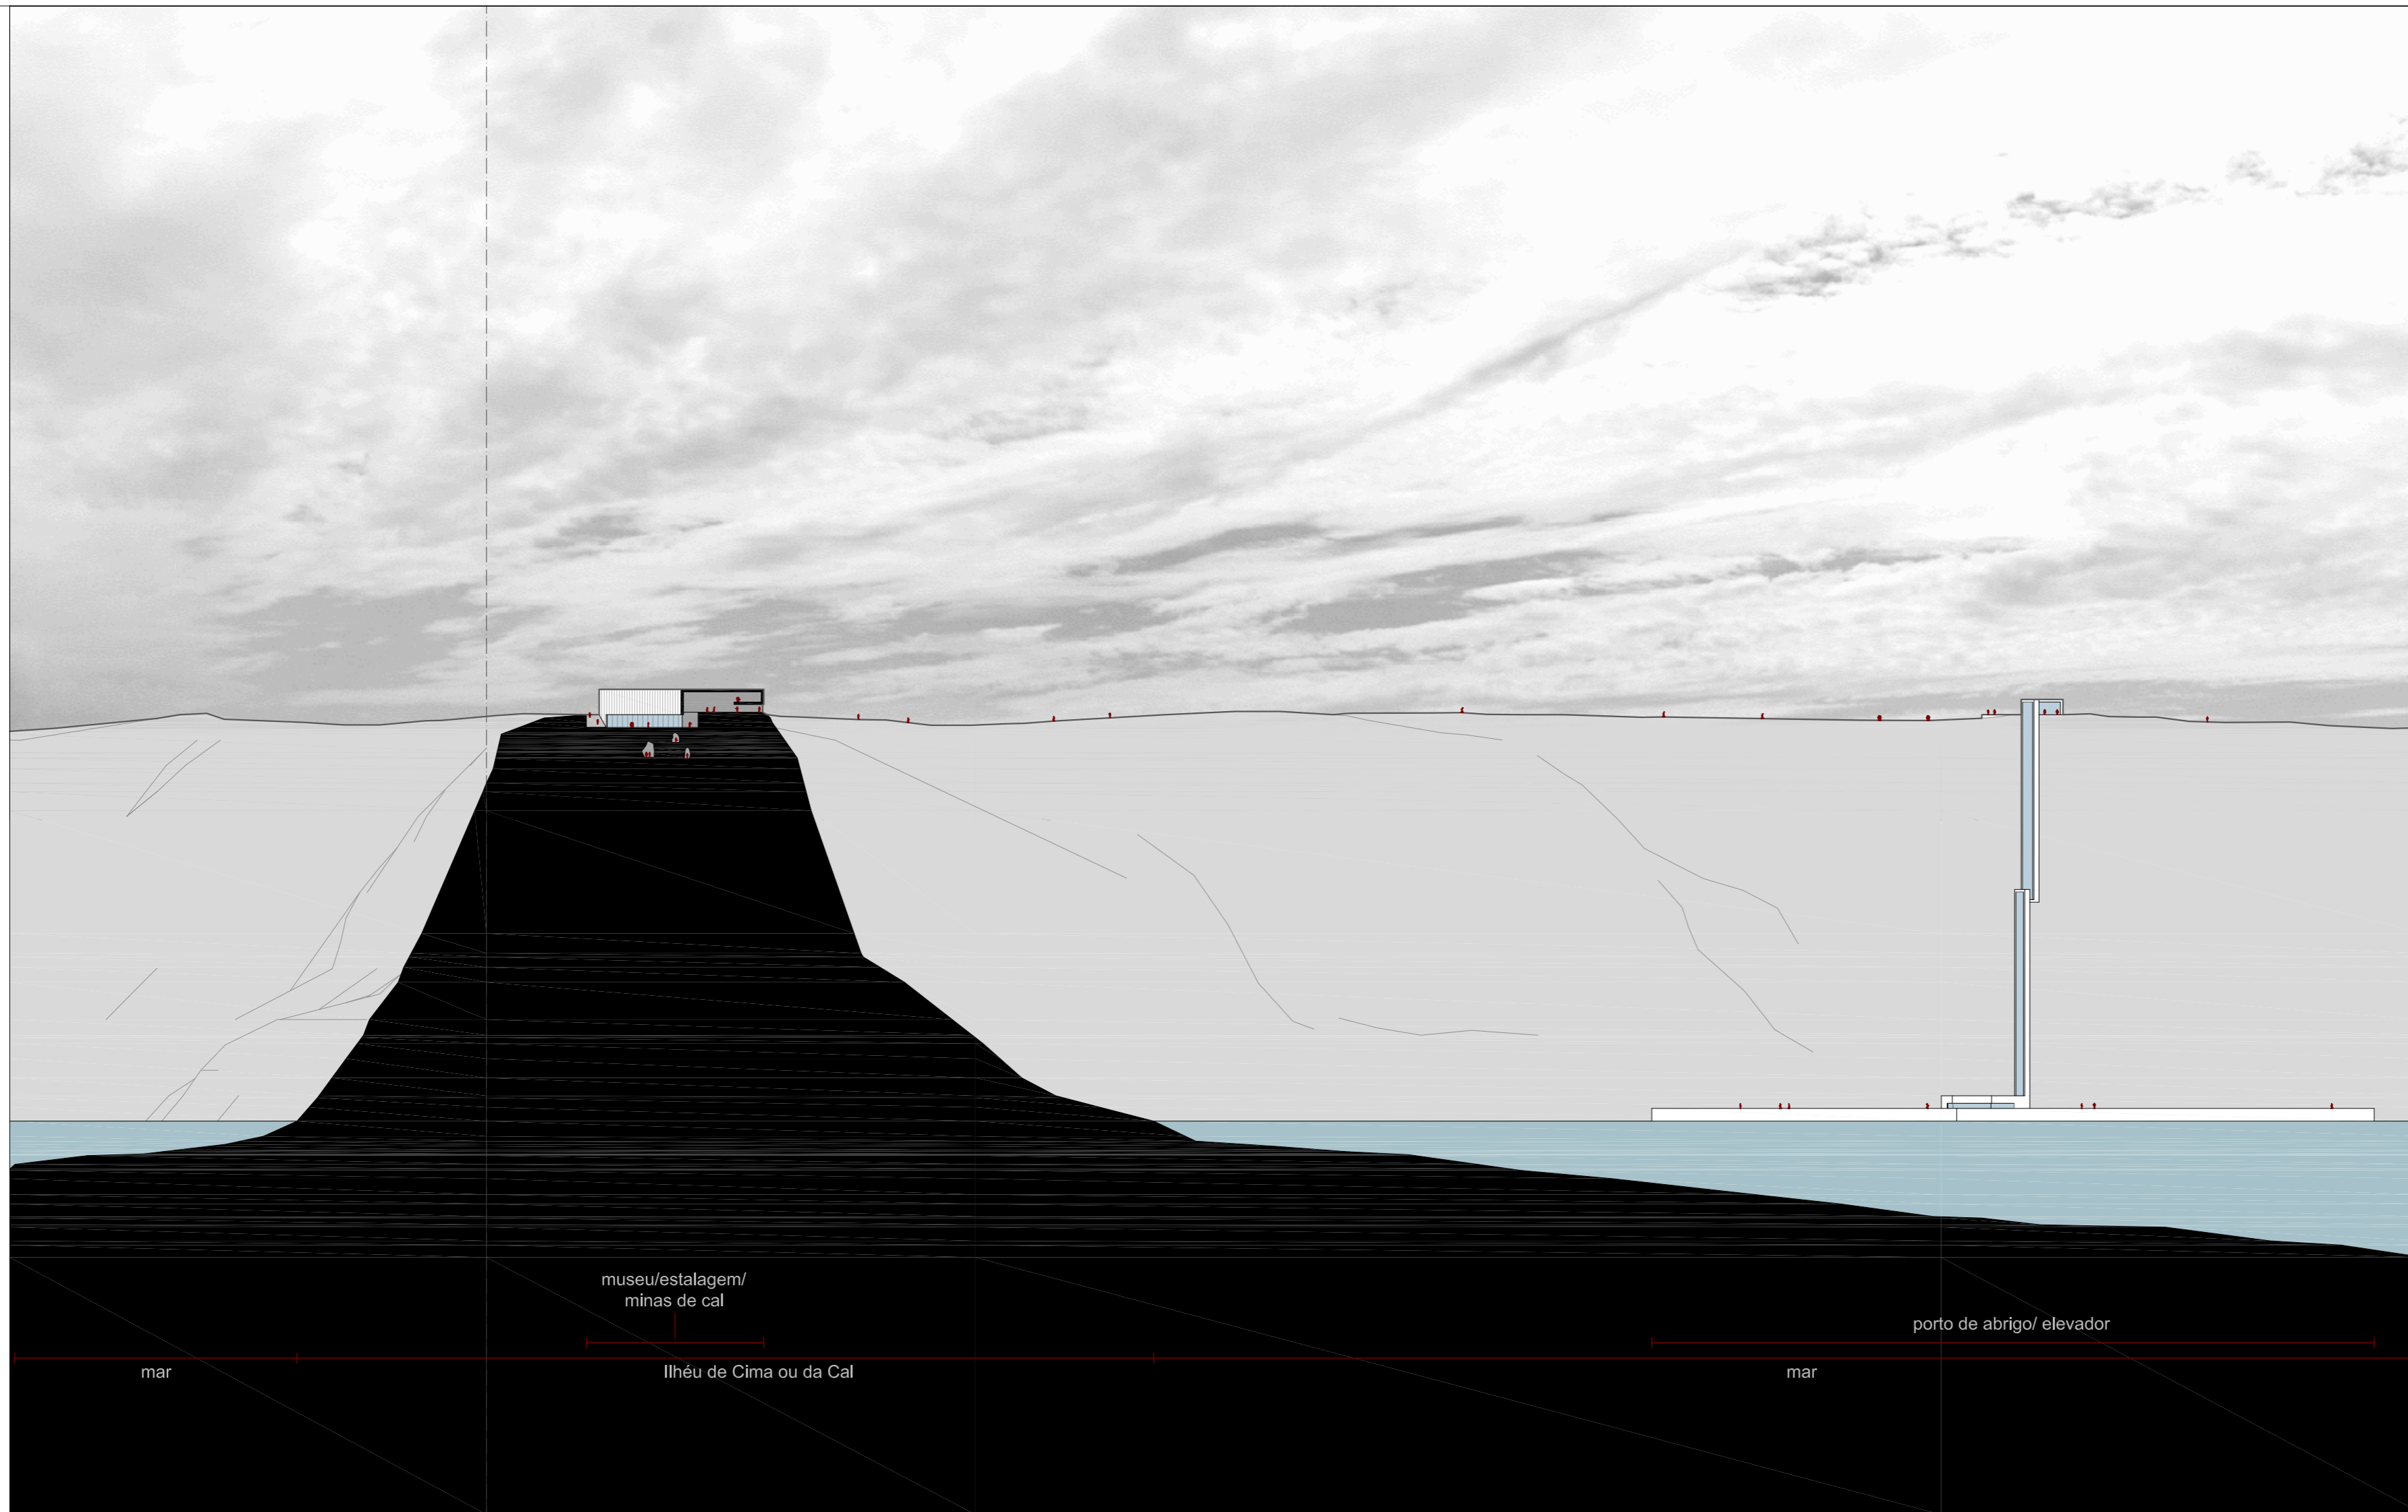 museu/estalagem/
minas de cal
porto de abrigo/ elevador
mar
Ilhéu de Cima ou da Cal
mar